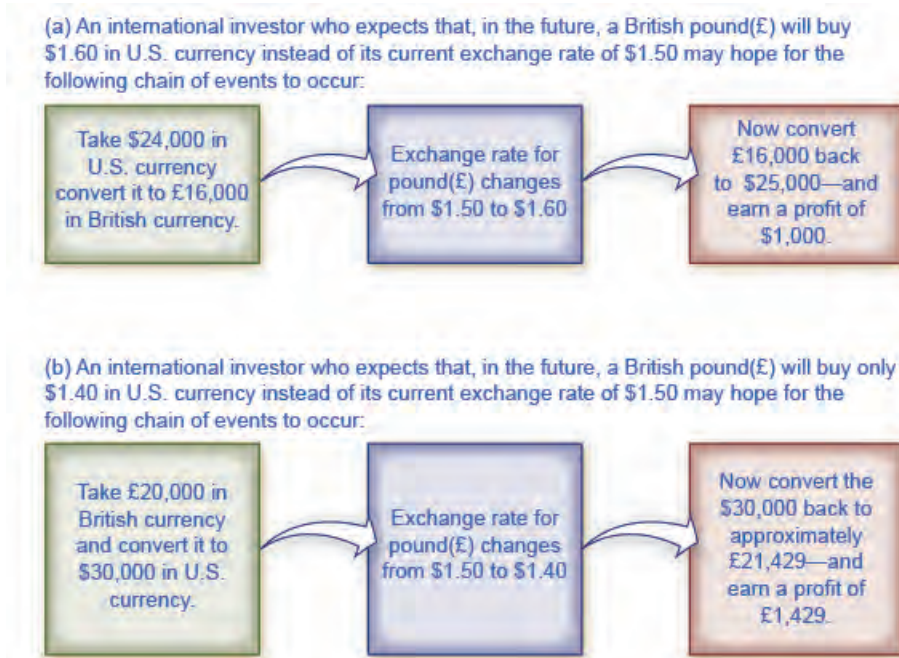 (a) An international investor who expects that, in the future, a British pound(£) will buy
$1.60 in U.S. currency instead of its current exchange rate of $1.50 may hope for the
following chain of events to occur:
Take $24,000 in
U.S. currency
convert it to £16,000
in British currency.
Exchange rate for
pound(£) changes
from $1.50 to $1.60
Now convert
£16,000 back
to $25,000—and
earn a profit of
$1,000.
(b) An international investor who expects that, in the future, a British pound(£) will buy only
$1.40 in U.S. currency instead of its current exchange rate of $1.50 may hope for the
following chain of events to occur:
Take £20,000 in
British currency
and convert it to
$30,000 in U.S.
currency.
Exchange rate for
pound(£) changes
from $1.50 to $1.40
Now convert the
$30,000 back to
approximately
£21,429—and
earn a profit of
£1,429.